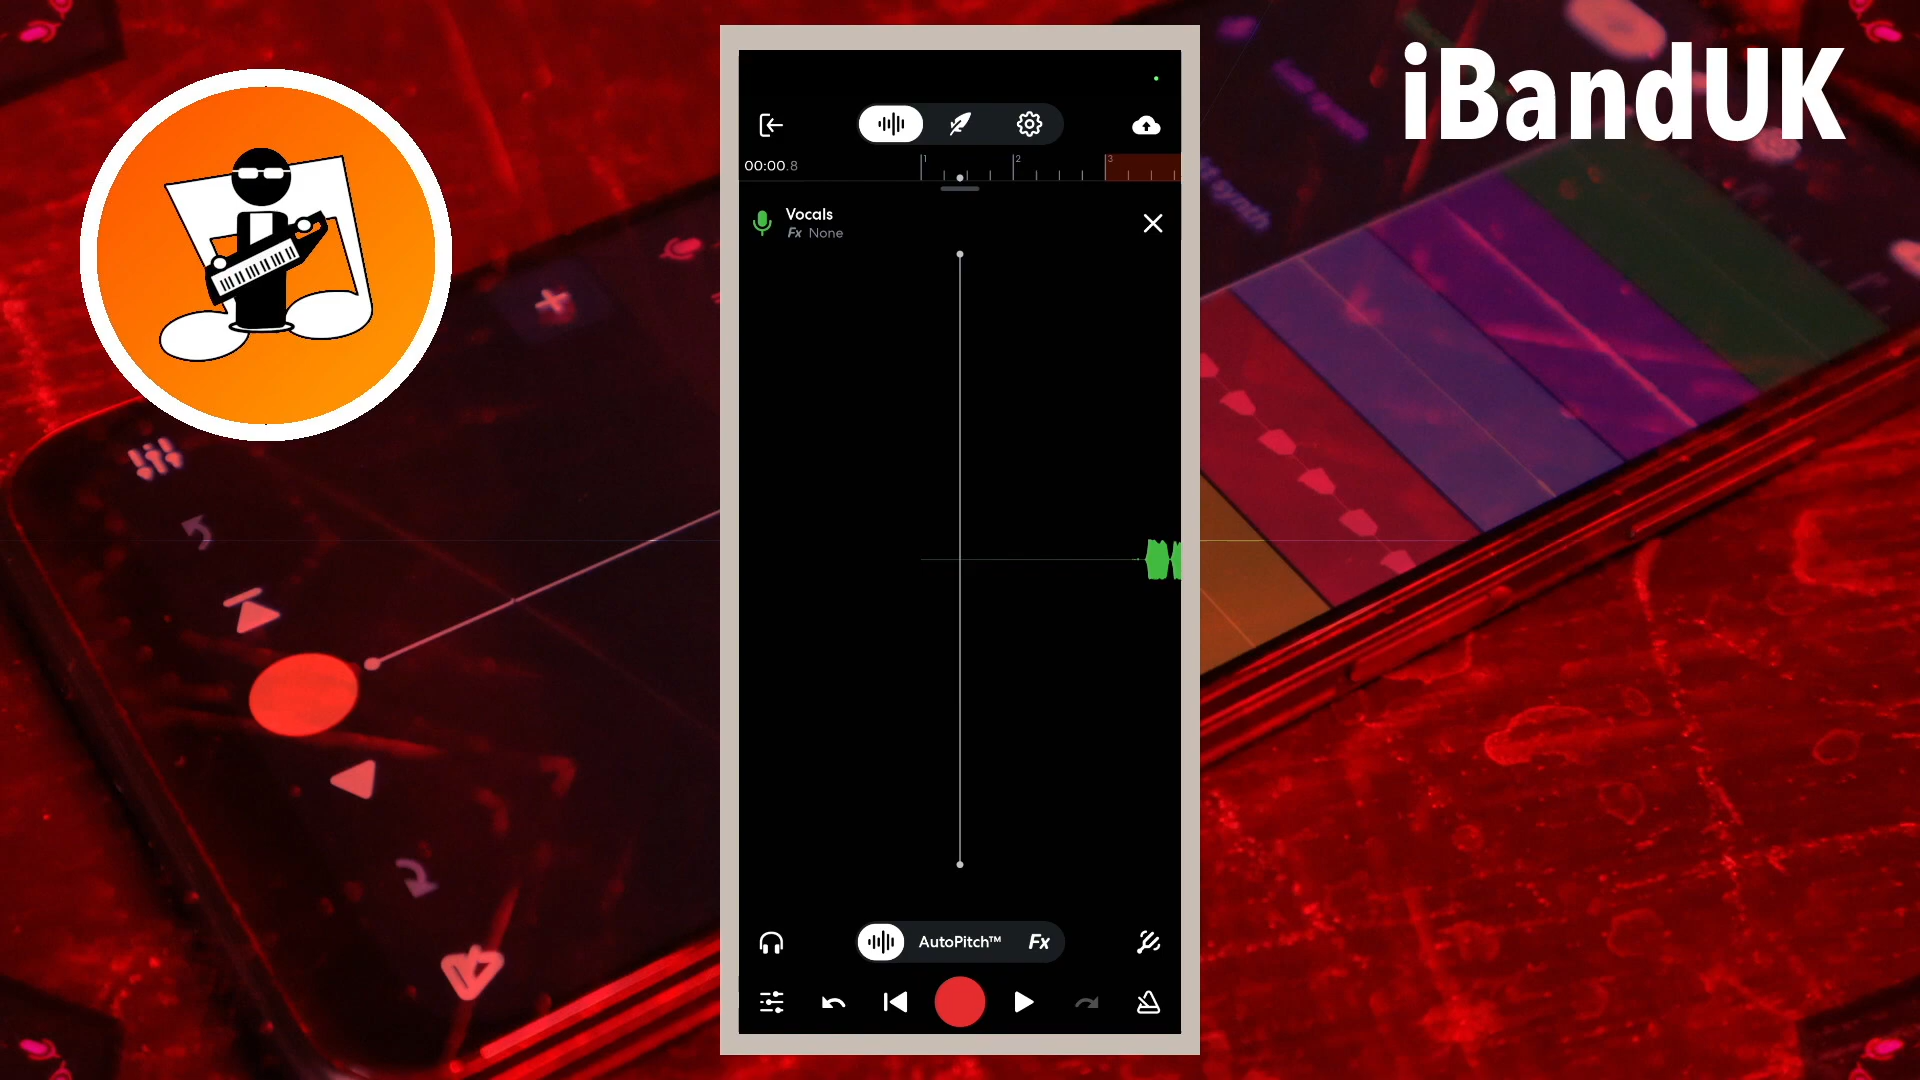 iBandUK
00:00.8
1
2
3
Vocals
Fx None
AutoPitch™
Fx